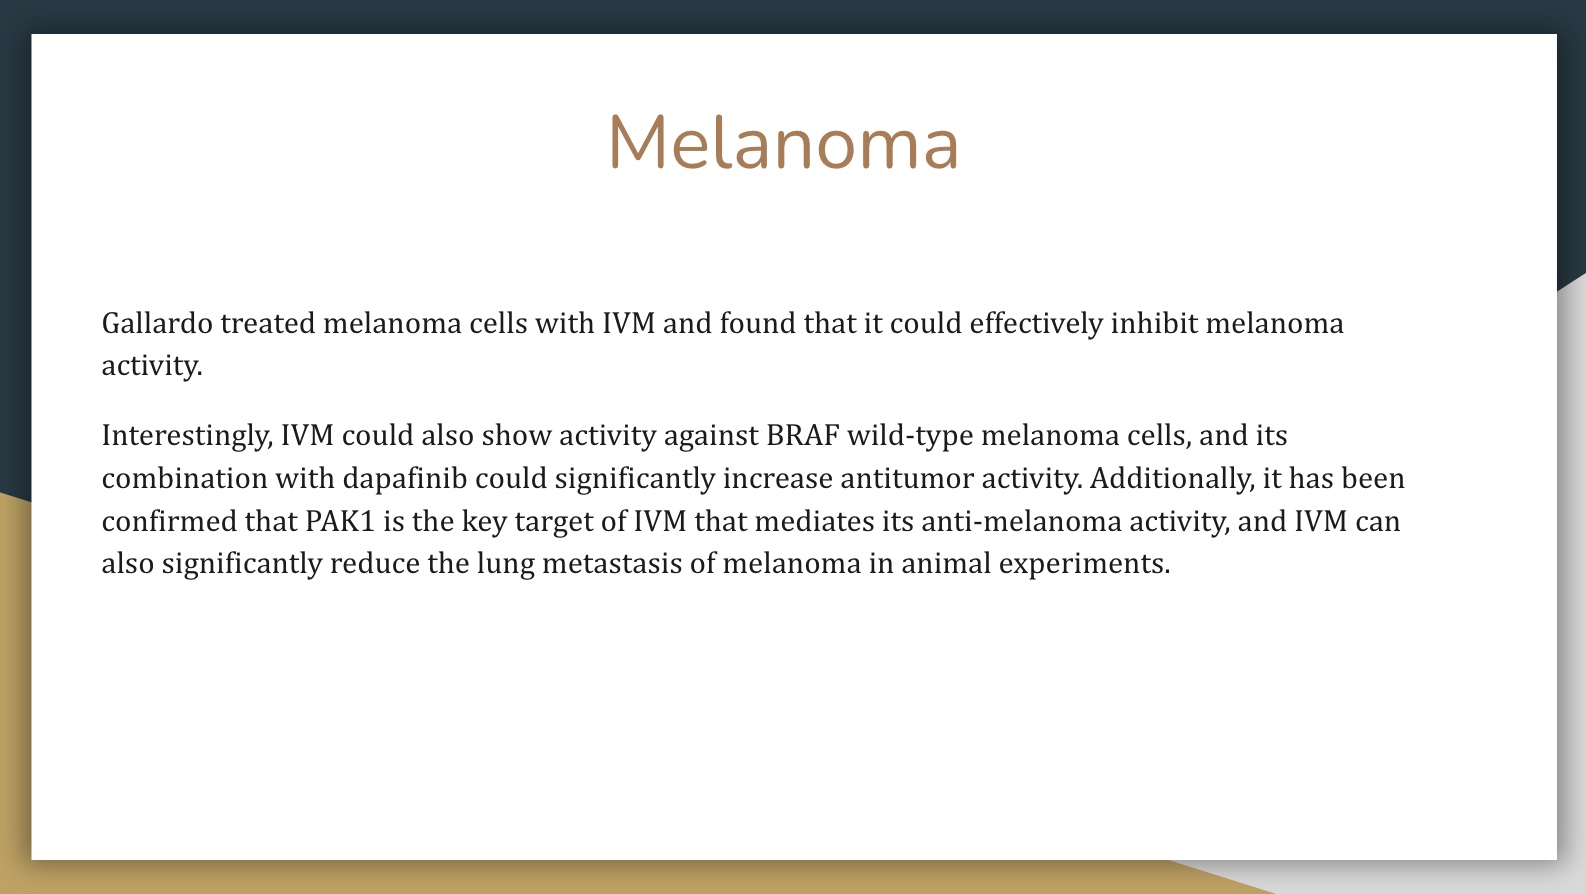 Melanoma
Gallardo treated melanoma cells with IVM and found that it could effectively inhibit melanoma
activity.
Interestingly, IVM could also show activity against BRAF wild-type melanoma cells, and its
combination with dapafinib could significantly increase antitumor activity. Additionally, it has been
confirmed that PAK1 is the key target of IVM that mediates its anti-melanoma activity, and IVM can
also significantly reduce the lung metastasis of melanoma in animal experiments.